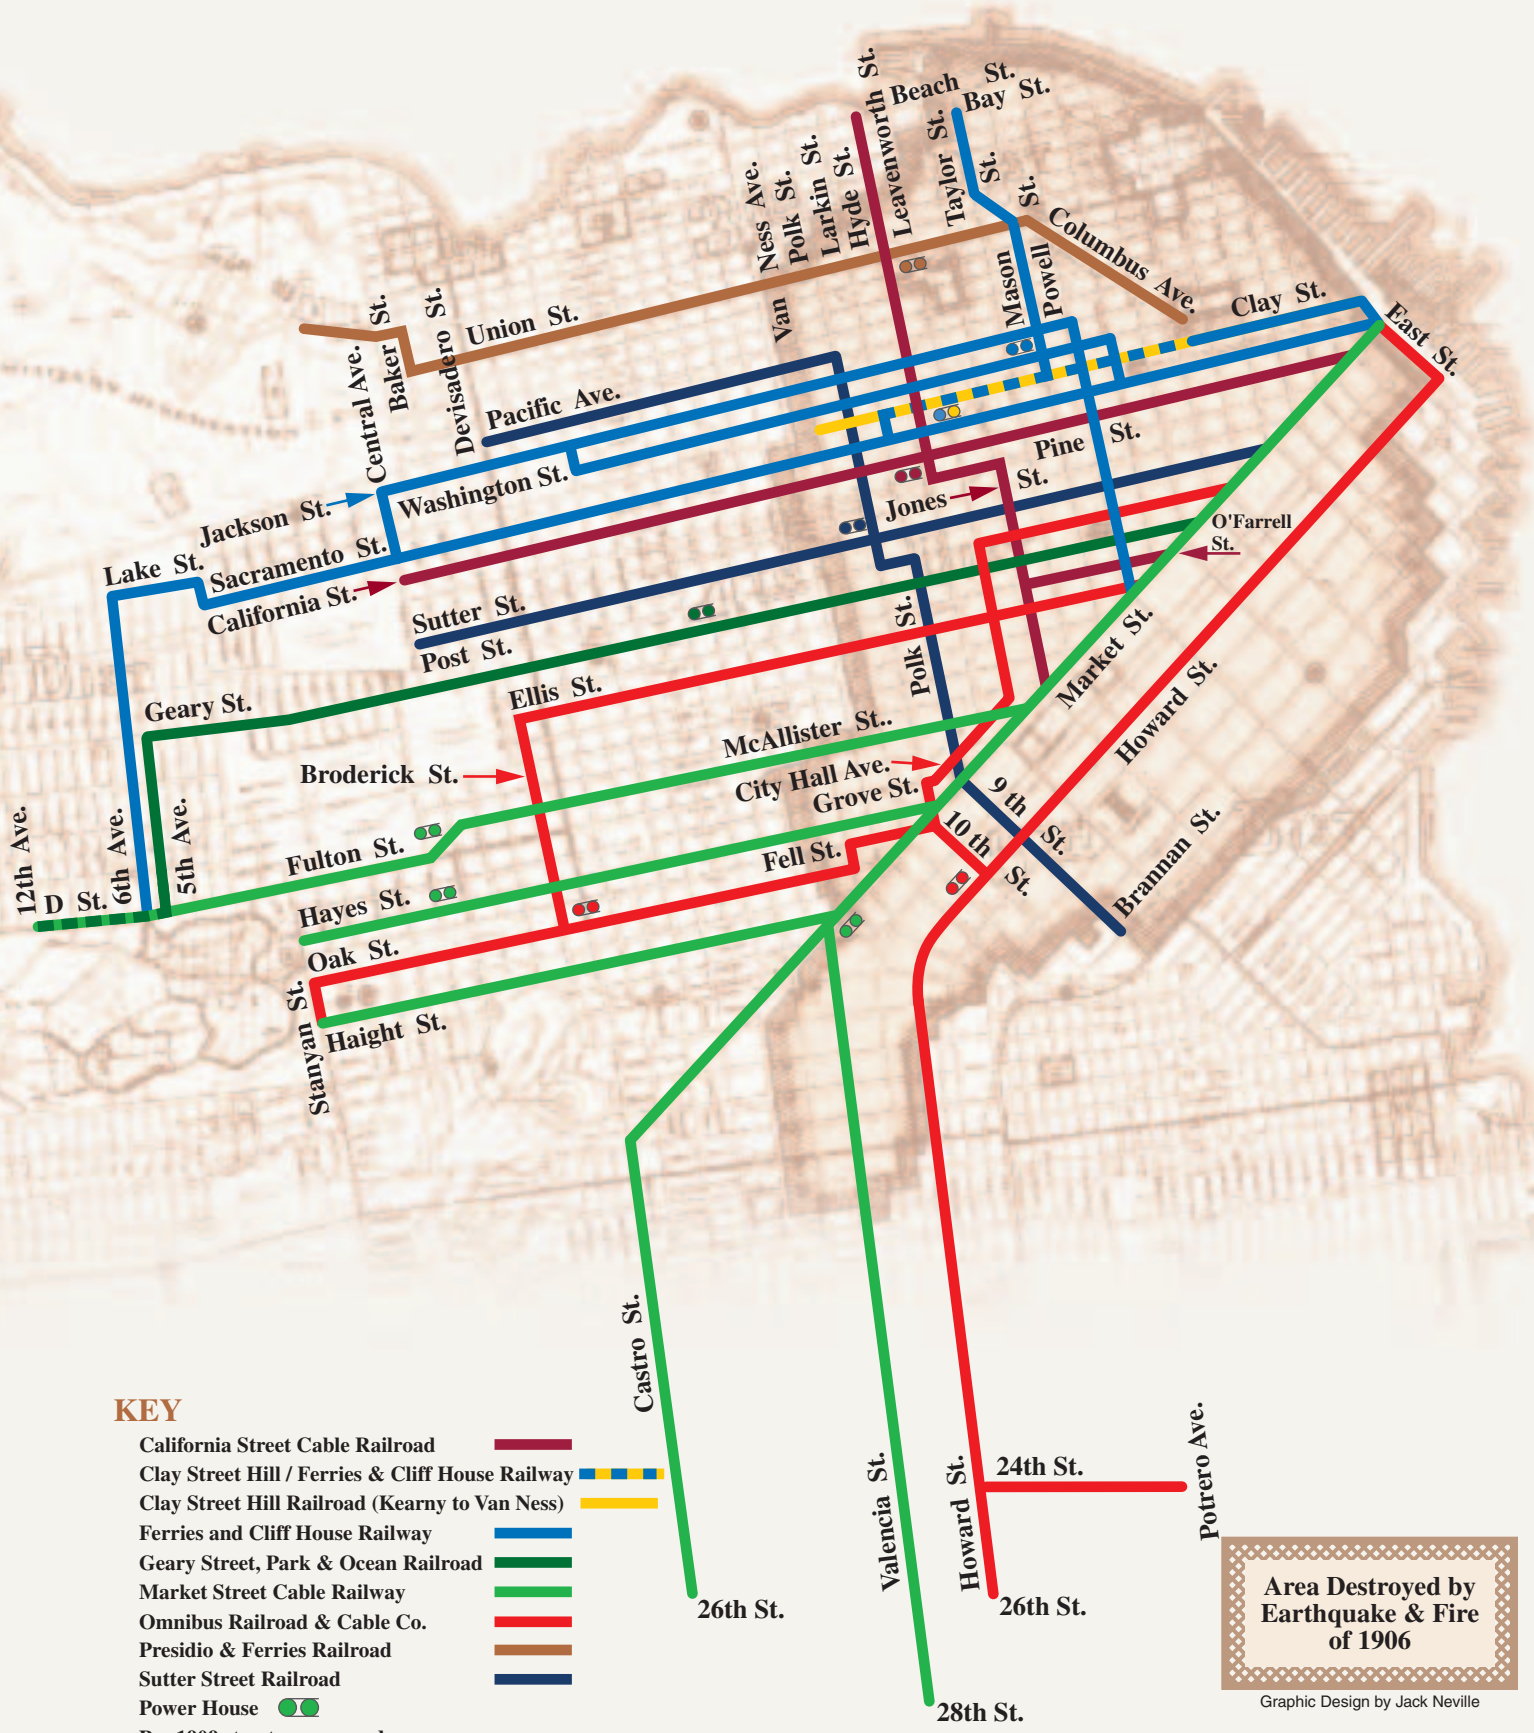 Beach St.
Bay St.
Leavenworth St.
Taylor St.
Hyde St.
Larkin St.
Polk St.
Van Ness Ave.
Mason St.
Powell St.
Columbus Ave.
Clay St.
East St.
Union St.
Central Ave.
Baker St.
Devisadero St.
Pacific Ave.
Washington St.
Jackson St.
Pine St.
Jones St.
Lake St.
Sacramento St.
California St.
O'Farrell
St.
Sutter St.
Post St.
Polk St.
Geary St.
Ellis St.
Market St.
Howard St.
McAllister St..
City Hall Ave.
Grove St.
Broderick St.
9 th St.
10 th St.
Brannan St.
Fell St.
Fulton St.
12th Ave.
D St.
6th Ave.
5th Ave.
Hayes St.
Oak St.
Stanyan St.
Haight St.
Castro St.
Valencia St.
Howard St.
24th St.
Potrero Ave.
26th St.
26th St.
28th St.
KEY
California Street Cable Railroad
Clay Street Hill / Ferries & Cliff House Railway
Clay Street Hill Railroad (Kearny to Van Ness)
Ferries and Cliff House Railway
Geary Street, Park & Ocean Railroad
Market Street Cable Railway
Omnibus Railroad & Cable Co.
Presidio & Ferries Railroad
Sutter Street Railroad
Power House
Area Destroyed by
Earthquake & Fire
of 1906
Graphic Design by Jack Neville